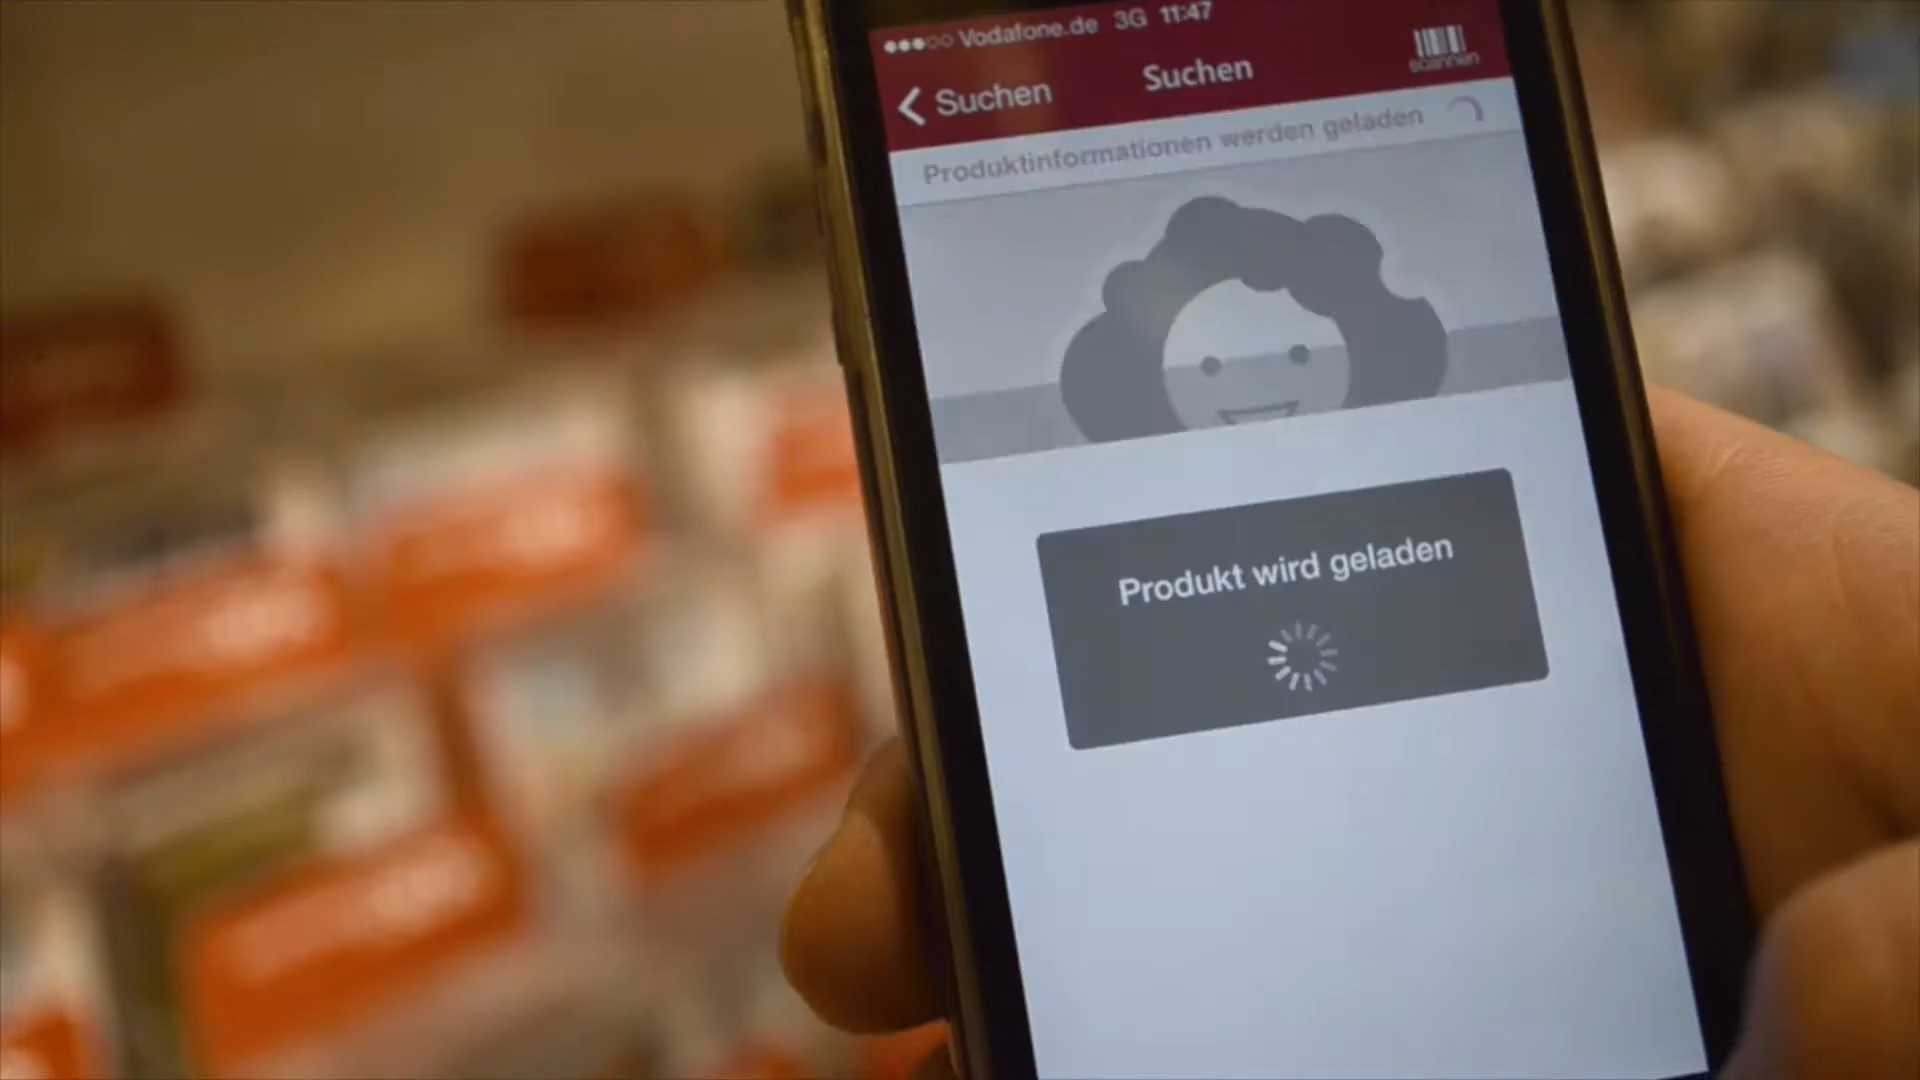 Vodafone.de 3G 11:47
Suchen
Suchen
scannen
Produktinformationen werden geladen
Produkt wird geladen